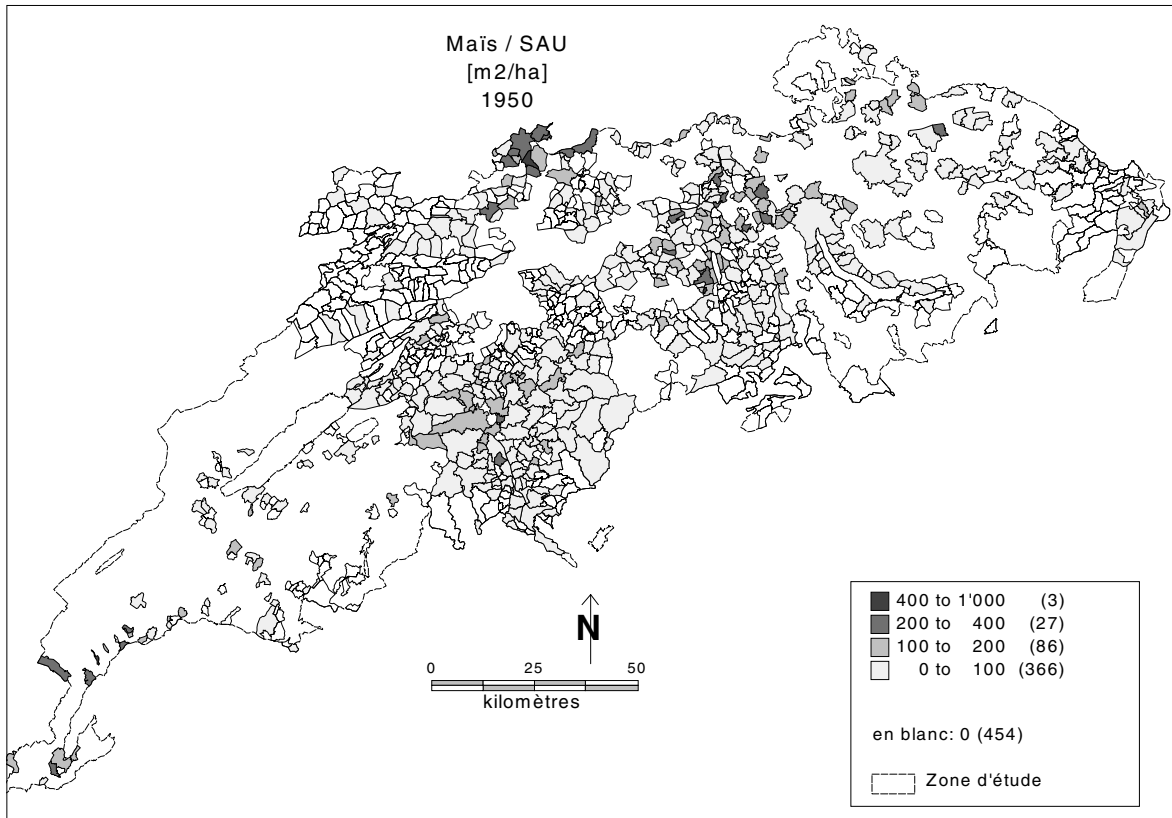 Maïs / SAU
[m2/ha]
1950
N
0 25 50
kilomètres
400 to 1'000 (3)
200 to 400 (27)
100 to 200 (86)
0 to 100 (366)
en blanc: 0 (454)
Zone d'étude